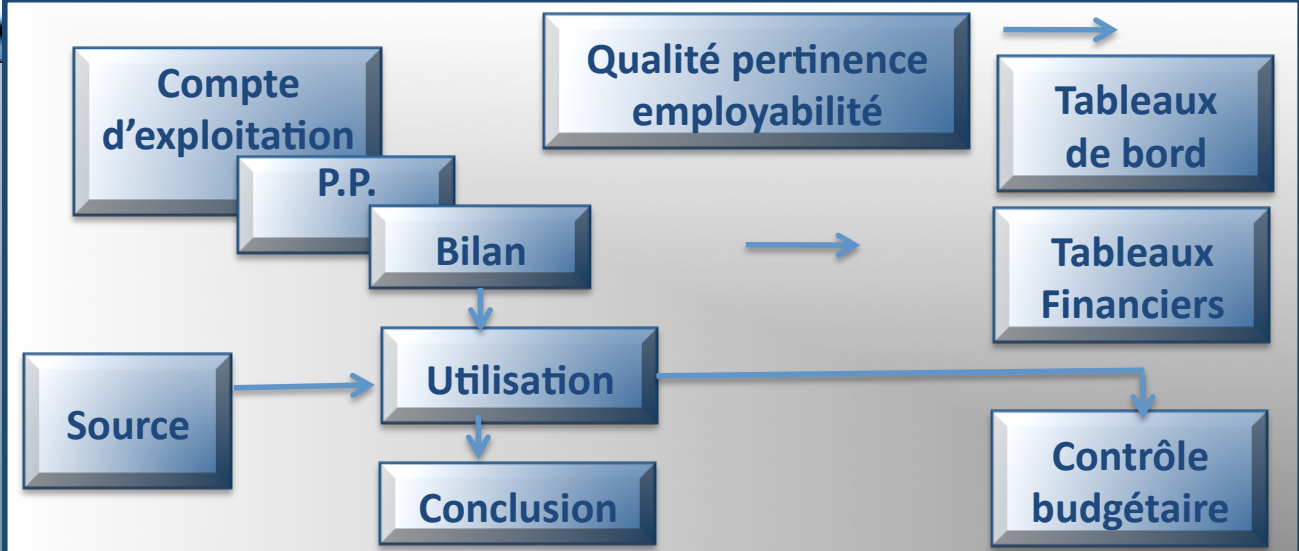 Compte
d'exploitation
P.P.
Bilan
Qualité pertinence
employabilité
Tableaux
de bord
Tableaux
Financiers
Source
Utilisation
Conclusion
Contrôle
budgétaire